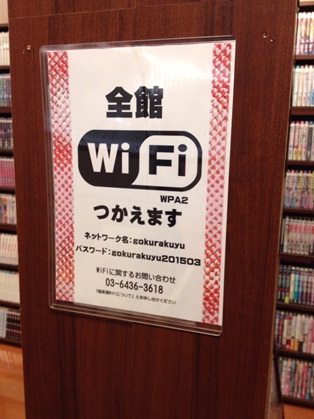 全館
Wi Fi
WPA2
つかえます
ネットワーク名:gokurakuyu
パスワード:gokurakuyu201503
WiFiに関するお問い合わせ
03-6436-3618